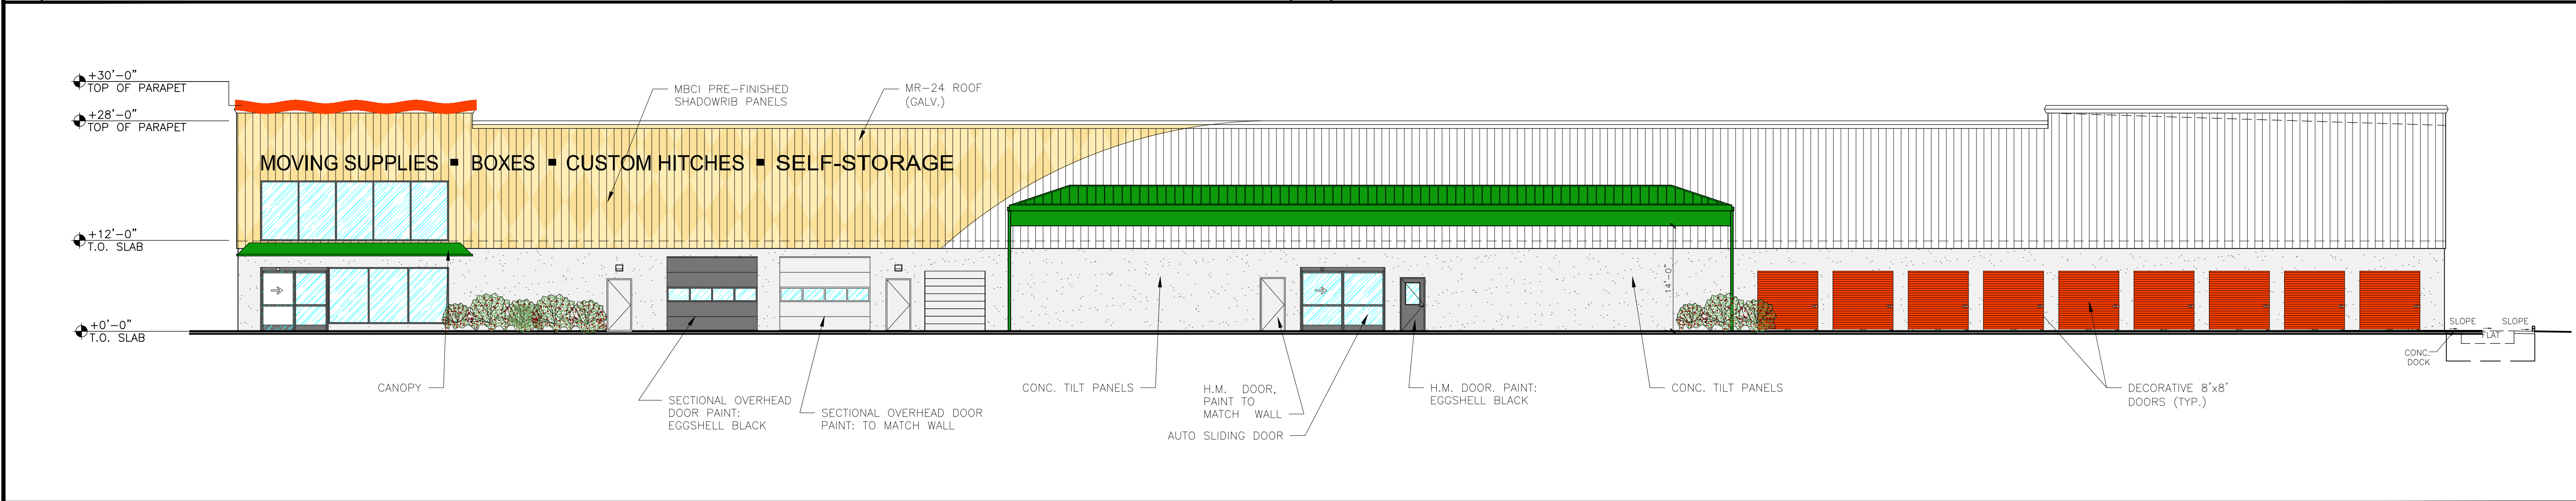 +30'-0"
TOP OF PARAPET
+28'-0"
TOP OF PARAPET
MBCI PRE-FINISHED
SHADOWRIB PANELS
MR-24 ROOF
(GALV.)
MOVING SUPPLIES ▪ BOXES ▪ CUSTOM HITCHES ▪ SELF-STORAGE
+12'-0"
T.O. SLAB
14'-0"
+0'-0"
T.O. SLAB
SLOPE
SLOPE
FLAT
CONC.
DOCK
CANOPY
SECTIONAL OVERHEAD
DOOR PAINT:
EGGSHELL BLACK
SECTIONAL OVERHEAD DOOR
PAINT: TO MATCH WALL
CONC. TILT PANELS
H.M. DOOR,
PAINT TO
MATCH WALL
AUTO SLIDING DOOR
H.M. DOOR. PAINT:
EGGSHELL BLACK
CONC. TILT PANELS
DECORATIVE 8'x8'
DOORS (TYP.)